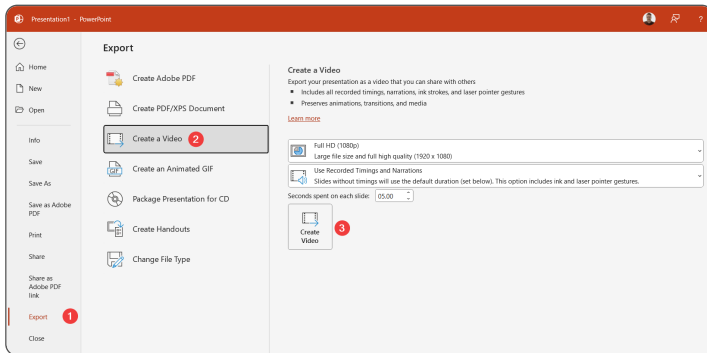 Presentation1 - PowerPoint
?
Home
New
Open
Info
Save
Save As
Save as Adobe
PDF
Print
Share
Share as
Adobe PDF
link
Export
1
Close
Export
Create Adobe PDF
Create PDF/XPS Document
Create a Video
2
GIF
Create an Animated GIF
Package Presentation for CD
Create Handouts
Change File Type
Create a Video
Export your presentation as a video that you can share with others
Includes all recorded timings, narrations, ink strokes, and laser pointer gestures
Preserves animations, transitions, and media
Learn more
Full HD (1080p)
Large file size and full high quality (1920 x 1080)
Use Recorded Timings and Narrations
Slides without timings will use the default duration (set below). This option includes ink and laser pointer gestures.
Seconds spent on each slide: 05.00
Create
Video
3